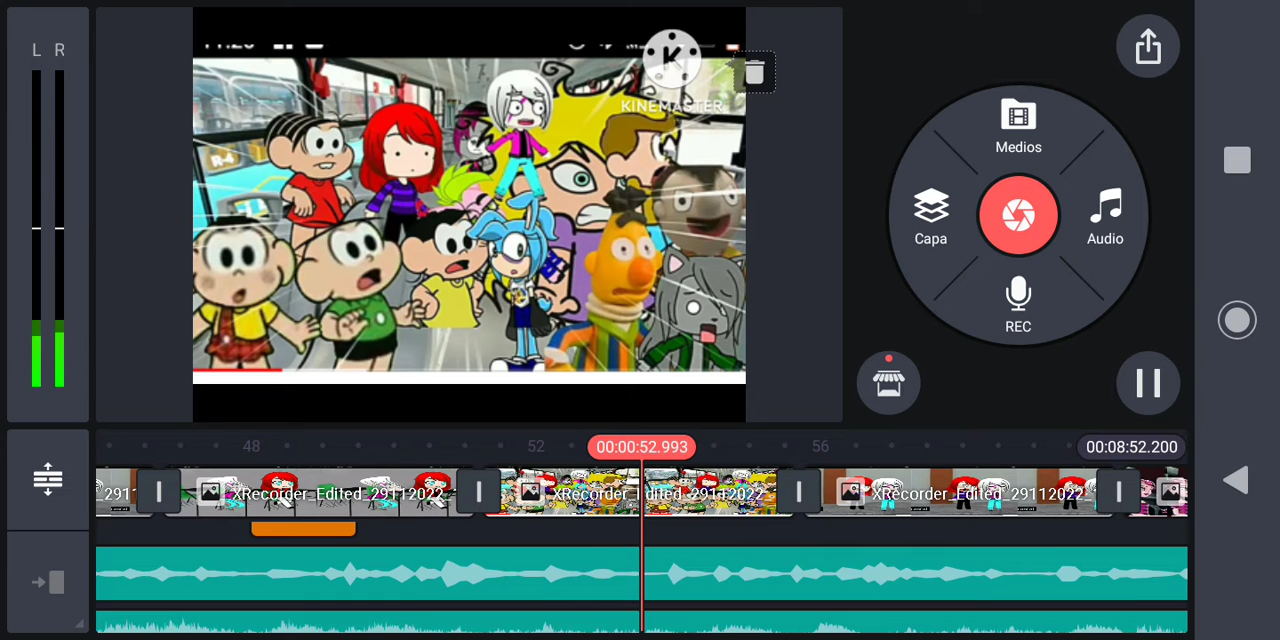 L R
K
KINEMASTER
R-4
Medios
Capa
Audio
REC
48
52
00:00:52.993
56
00:08:52.200
2911
XRecorder_Edited_29112022
XRecorder_Edited_29112022
XRecorder_Edited_29112022